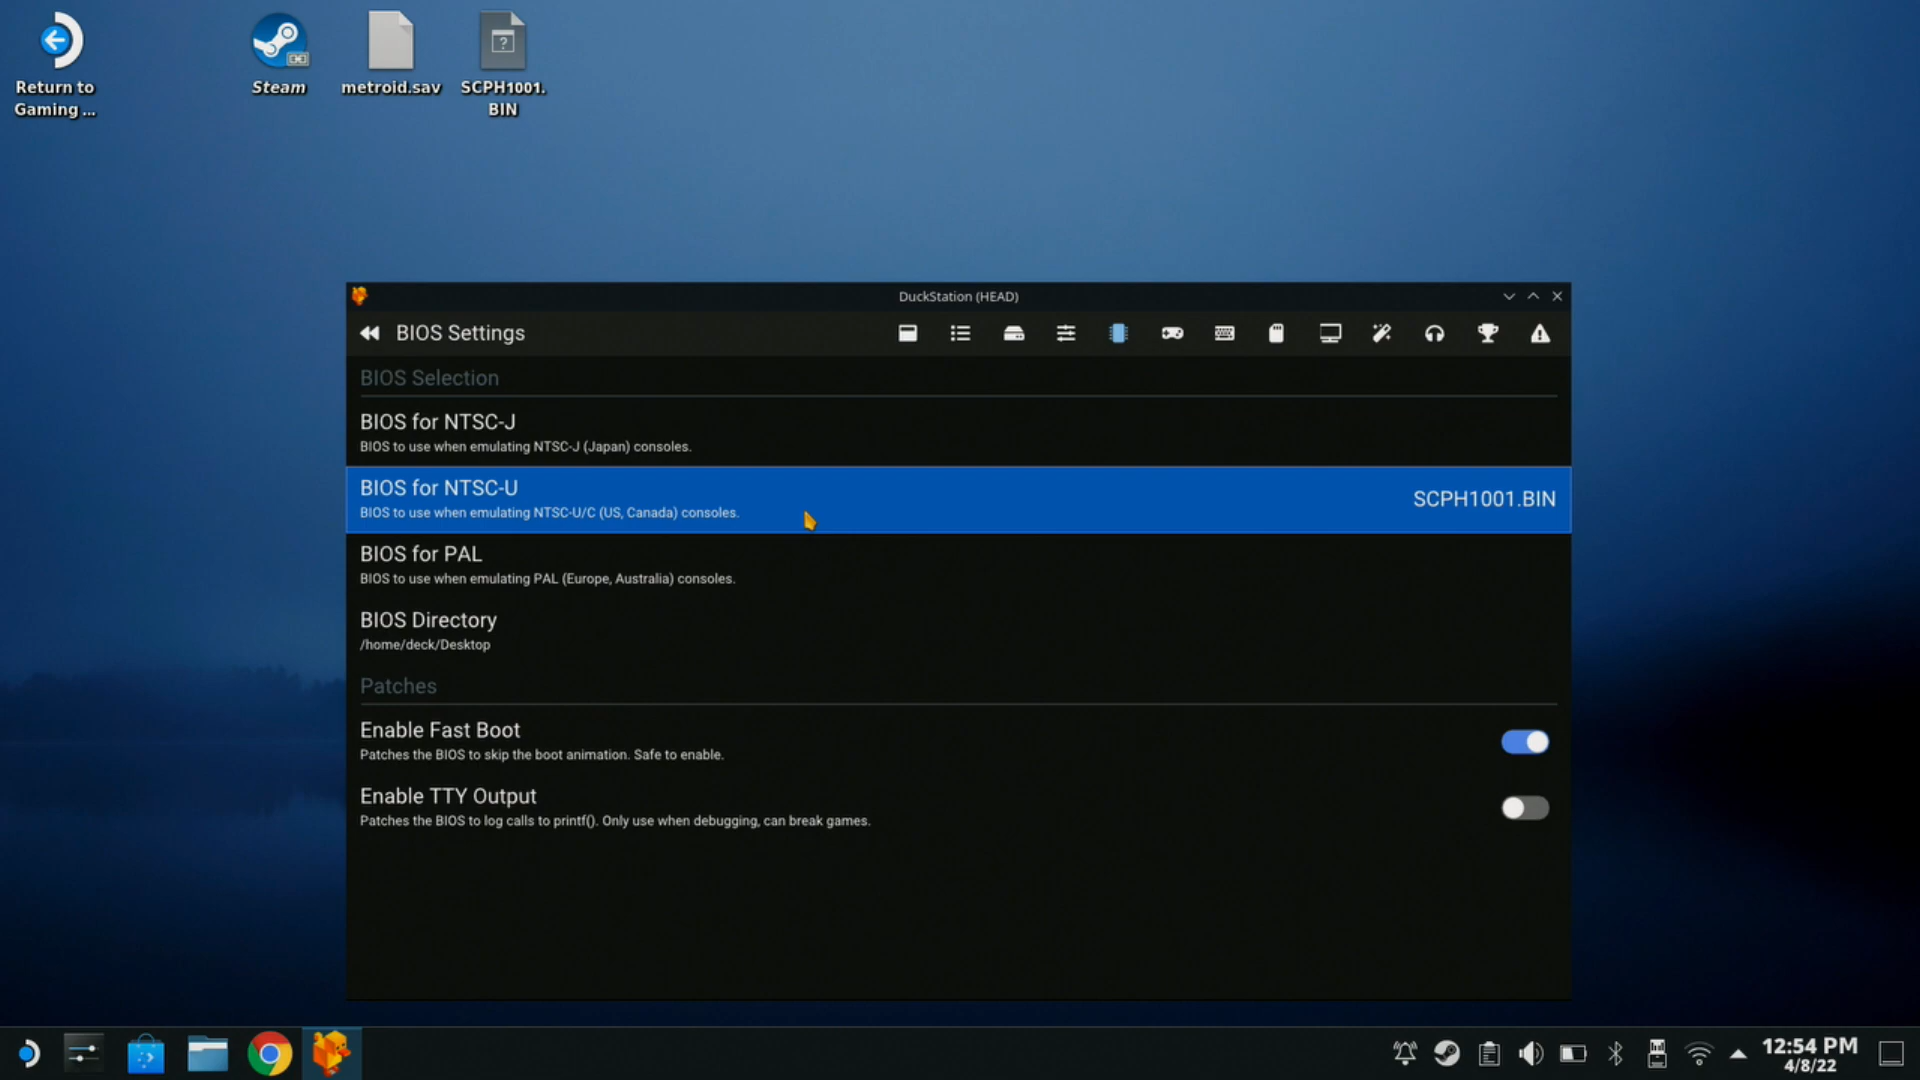 Return to
Gaming ...
Steam
metroid.sav
SCPH1001.
BIN
?
DuckStation (HEAD)
BIOS Settings
BIOS Selection
BIOS for NTSC-J
BIOS to use when emulating NTSC-J (Japan) consoles.
BIOS for NTSC-U
BIOS to use when emulating NTSC-U/C (US, Canada) consoles.
SCPH1001.BIN
BIOS for PAL
BIOS to use when emulating PAL (Europe, Australia) consoles.
BIOS Directory
/home/deck/Desktop
Patches
Enable Fast Boot
Patches the BIOS to skip the boot animation. Safe to enable.
Enable TTY Output
Patches the BIOS to log calls to printf(). Only use when debugging, can break games.
12:54 PM
4/8/22